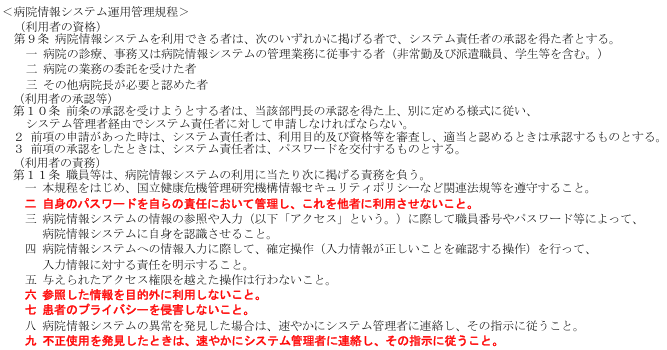 ＜病院情報システム運用管理規程＞
（利用者の資格）
第９条 病院情報システムを利用できる者は、次のいずれかに掲げる者で、システム責任者の承認を得た者とする。
一 病院の診療、事務又は病院情報システムの管理業務に従事する者（非常勤及び派遣職員、学生等を含む。）
二 病院の業務の委託を受けた者
三 その他病院長が必要と認めた者
（利用者の承認等）
第１０条 前条の承認を受けようとする者は、当該部門長の承認を得た上、別に定める様式に従い、
システム管理者経由でシステム責任者に対して申請しなければならない。
２ 前項の申請があった時は、システム責任者は、利用目的及び資格等を審査し、適当と認めるときは承認するものとする。
３ 前項の承認をしたときは、システム責任者は、パスワードを交付するものとする。
（利用者の責務）
第１１条 職員等は、病院情報システムの利用に当たり次に掲げる責務を負う。
一 本規程をはじめ、国立健康危機管理研究機構情報セキュリティポリシーなど関連法規等を遵守すること。
二 自身のパスワードを自らの責任において管理し、これを他者に利用させないこと。
三 病院情報システムの情報の参照や入力（以下「アクセス」という。）に際して職員番号やパスワード等によって、
病院情報システムに自身を認識させること。
四 病院情報システムへの情報入力に際して、確定操作（入力情報が正しいことを確認する操作）を行って、
入力情報に対する責任を明示すること。
五 与えられたアクセス権限を越えた操作は行わないこと。
六 参照した情報を目的外に利用しないこと。
七 患者のプライバシーを侵害しないこと。
八 病院情報システムの異常を発見した場合は、速やかにシステム管理者に連絡し、その指示に従うこと。
九 不正使用を発見したときは、速やかにシステム管理者に連絡し、その指示に従うこと。